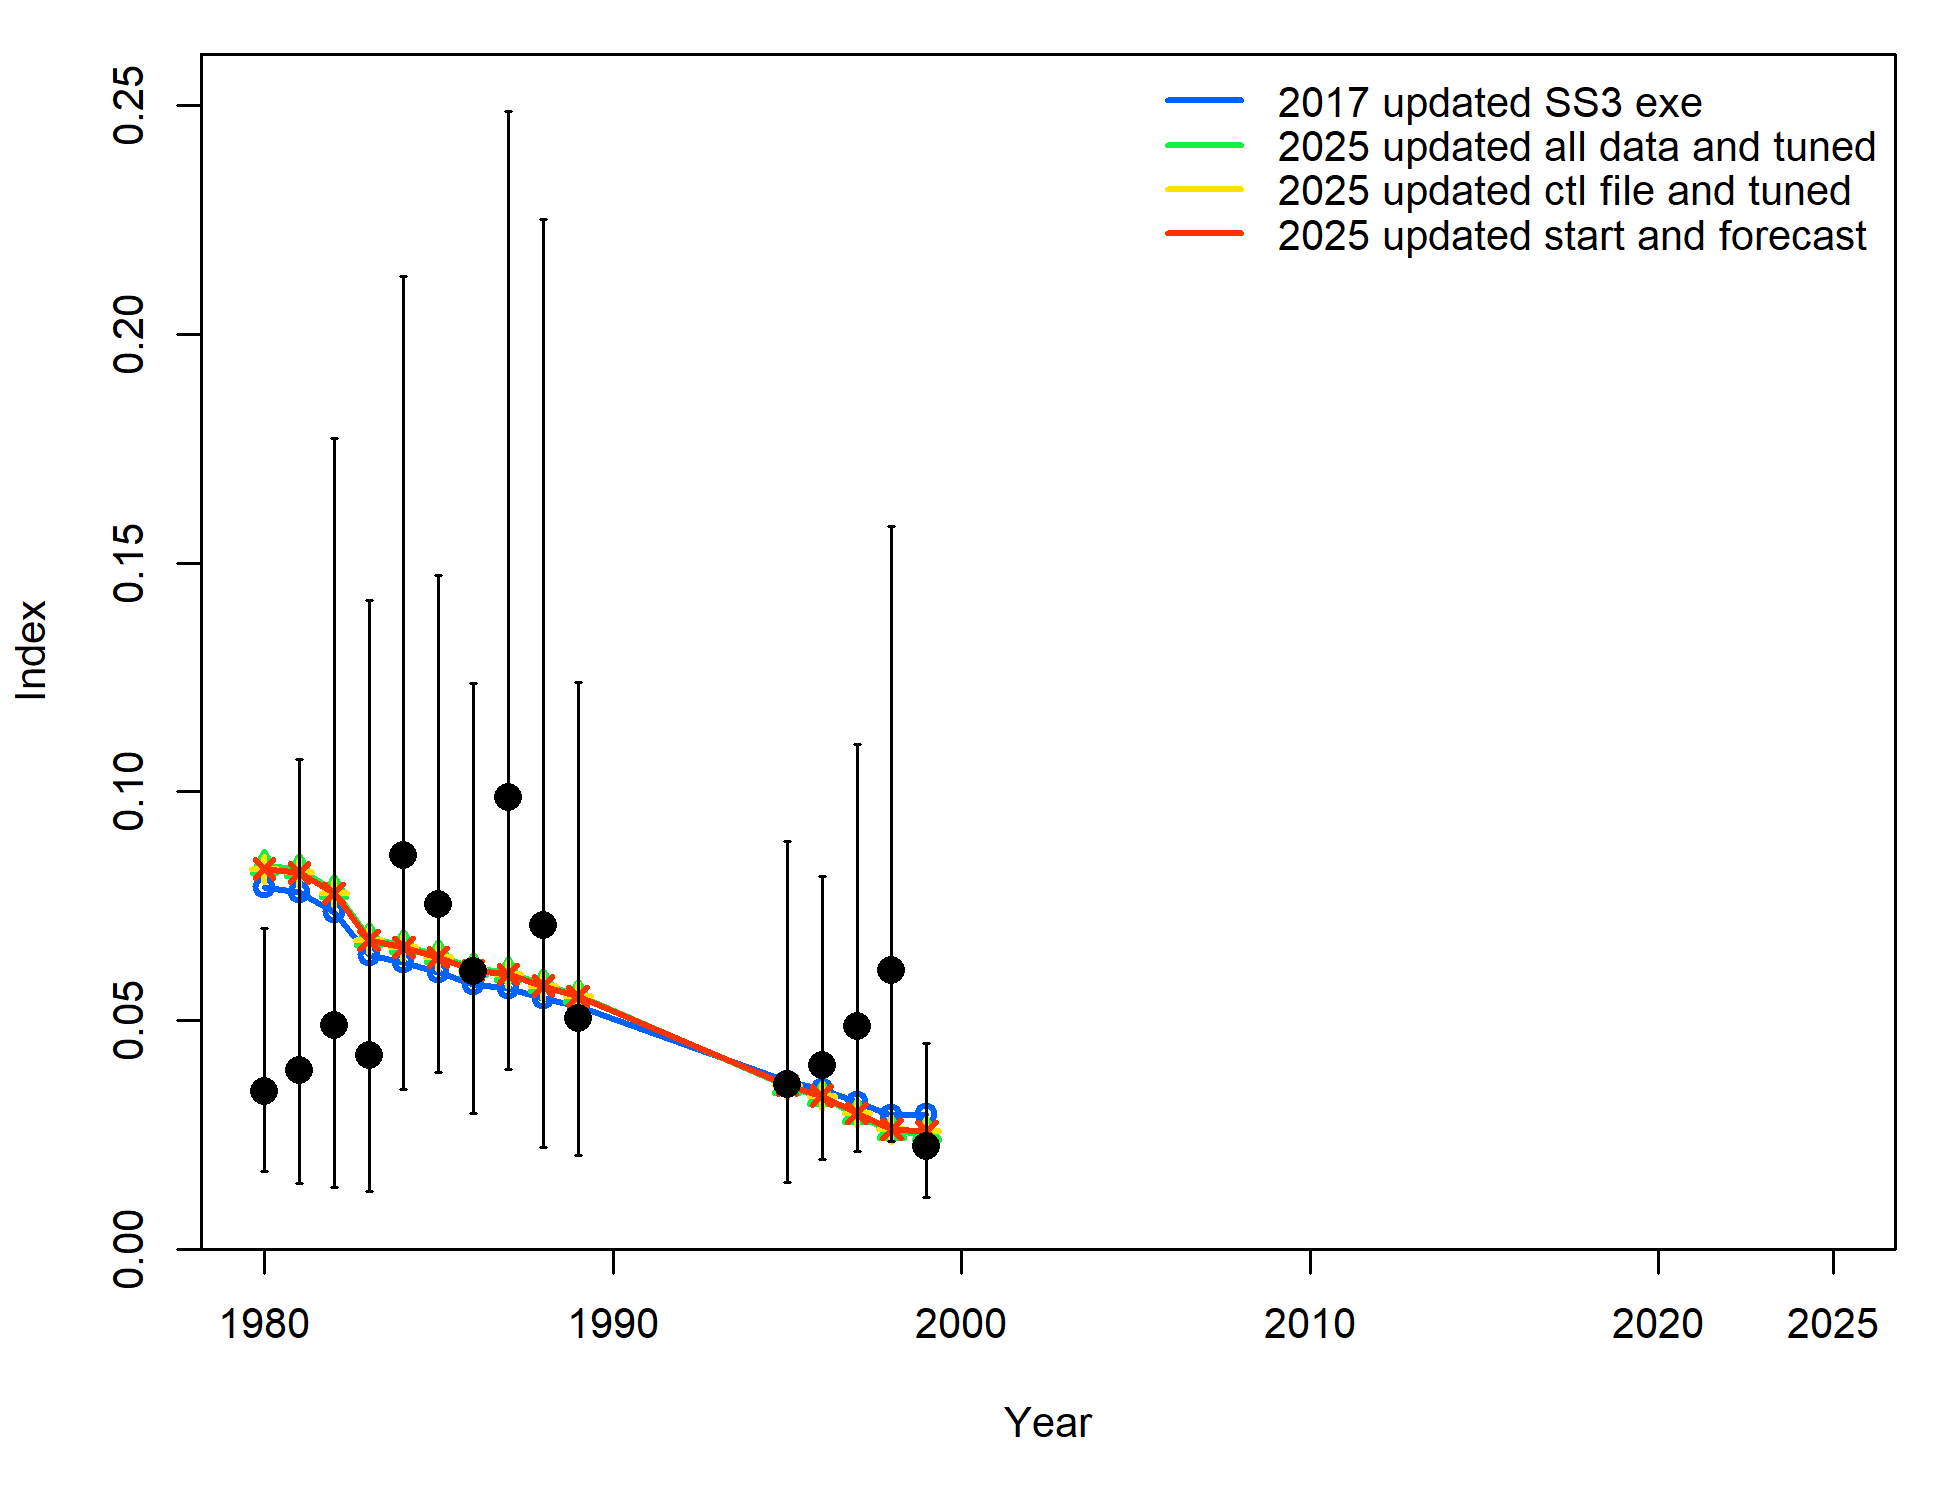 2017 updated SS3 exe
2025 updated all data and tuned
2025 updated ctl file and tuned
2025 updated start and forecast
0.25
0.20
0.15
0.10
0.05
0.00
Index
1980 1990 2000 2010 2020 2025
Year